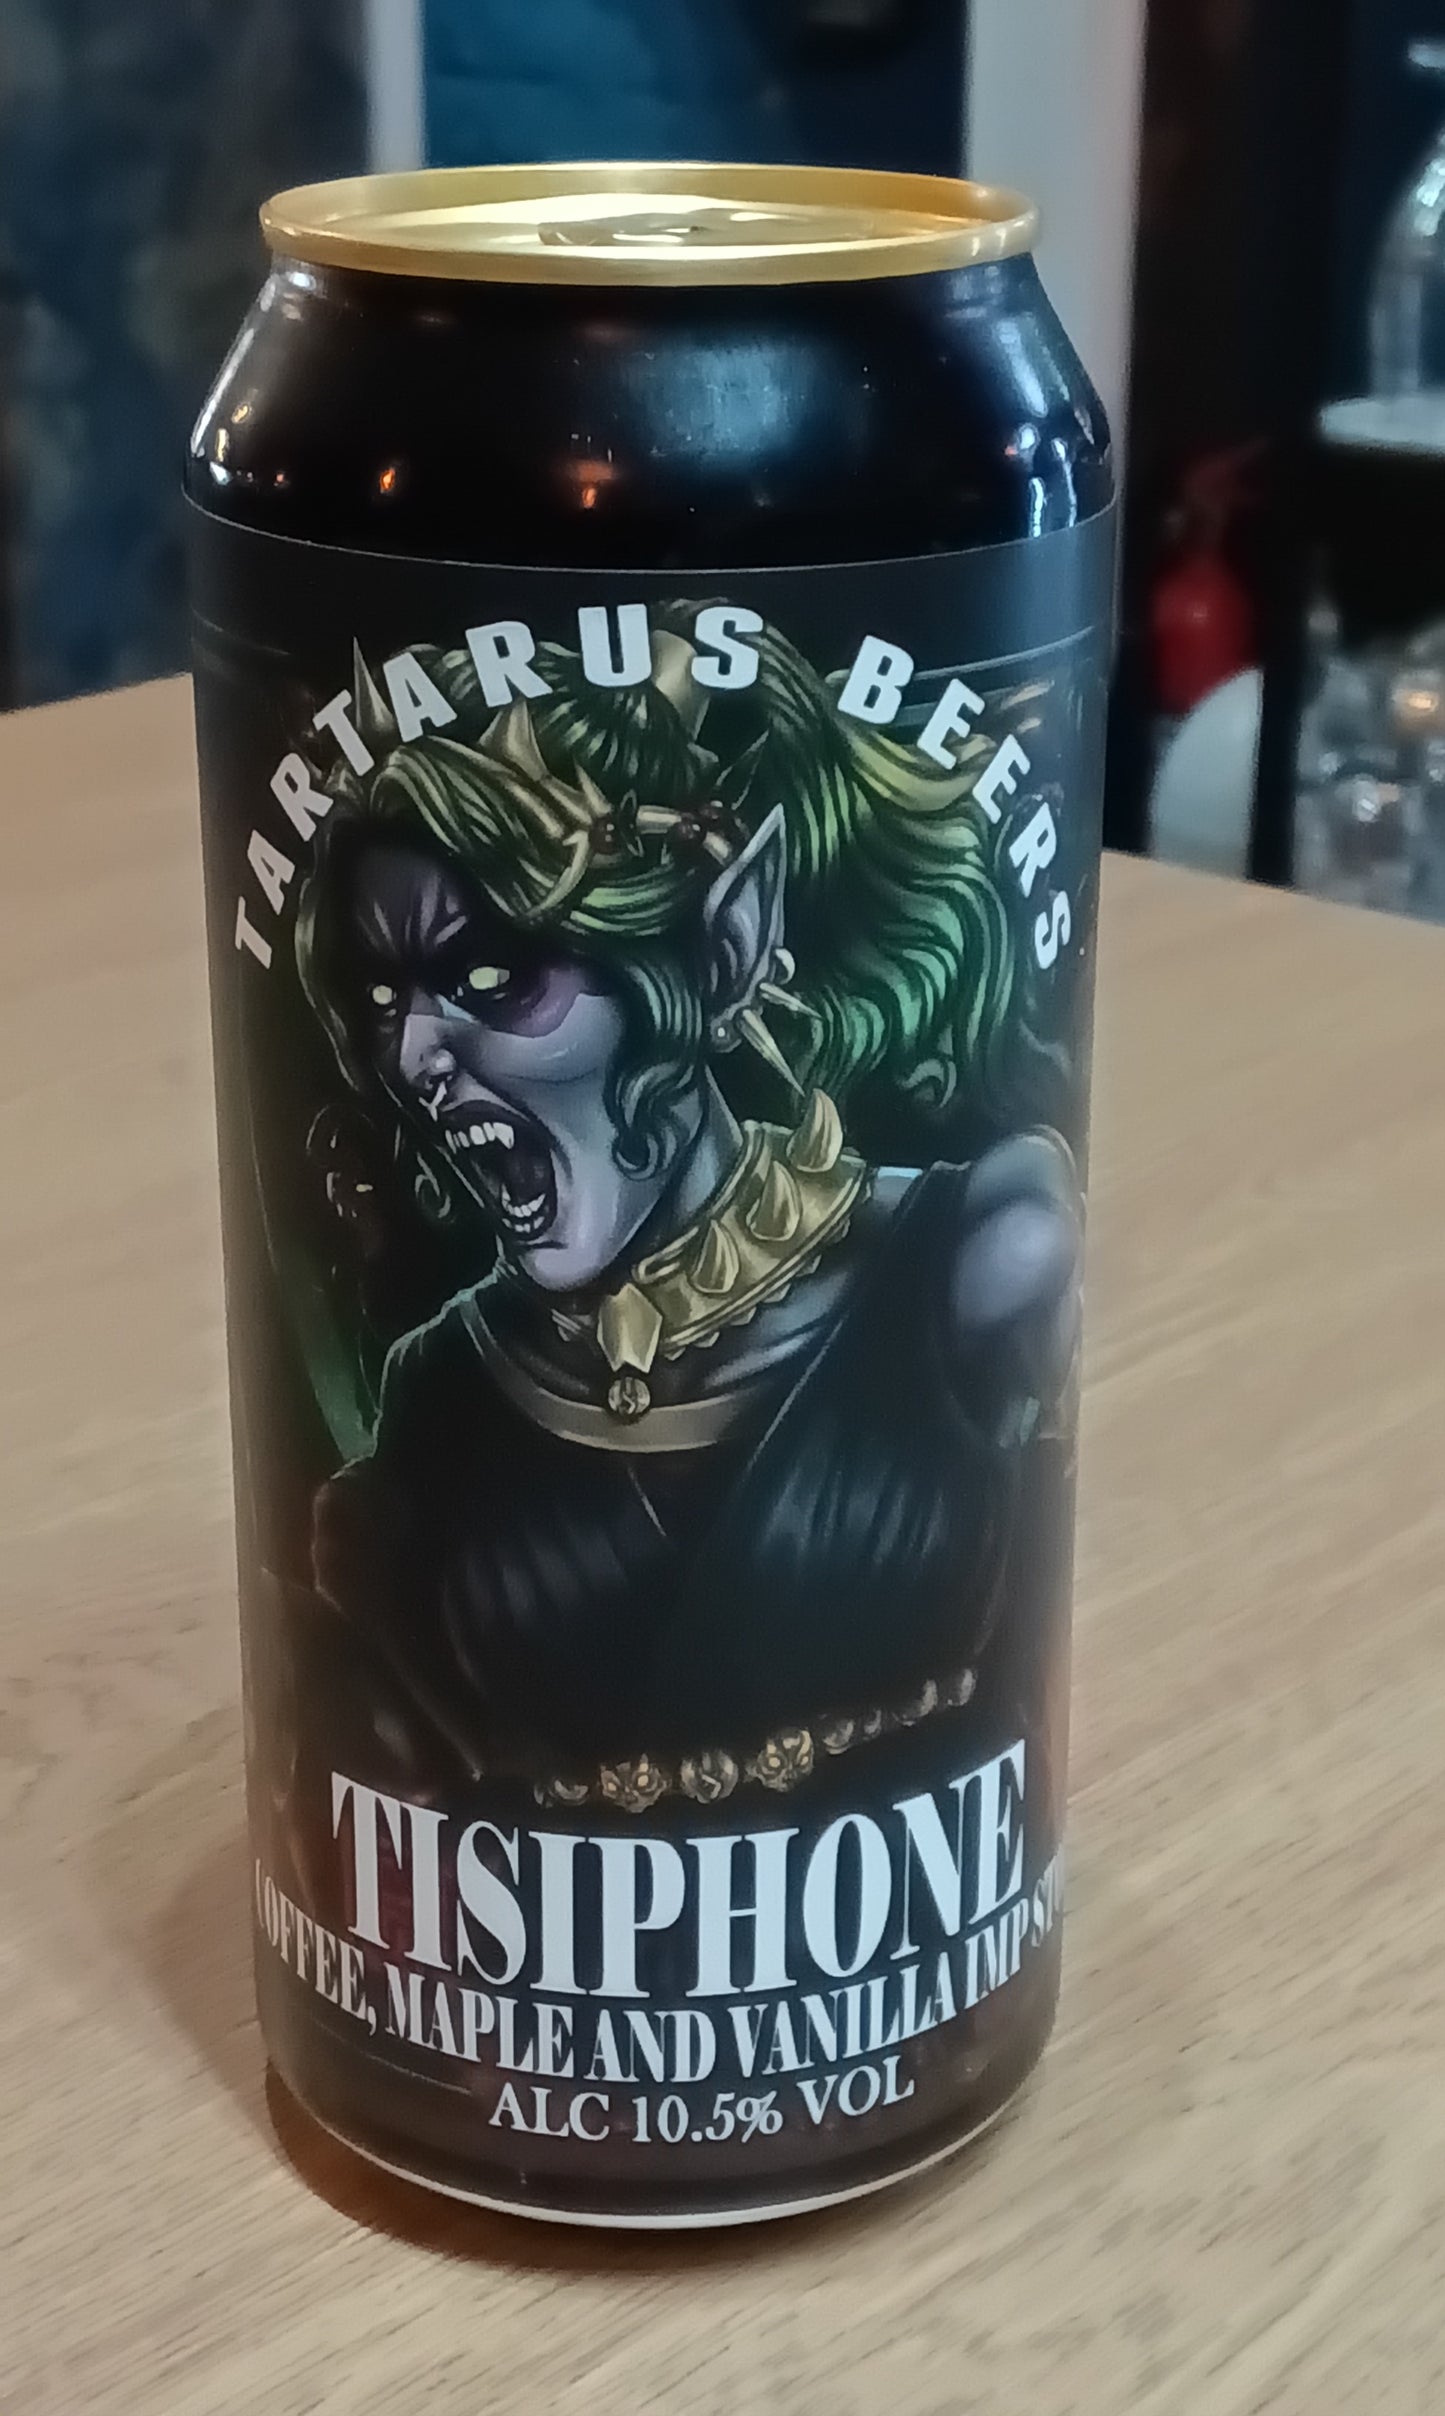 TARTARUS BEERS
TISIPHONE
COFFEE, MAPLE AND VANILLA IMP
ALC 10.5% VOL